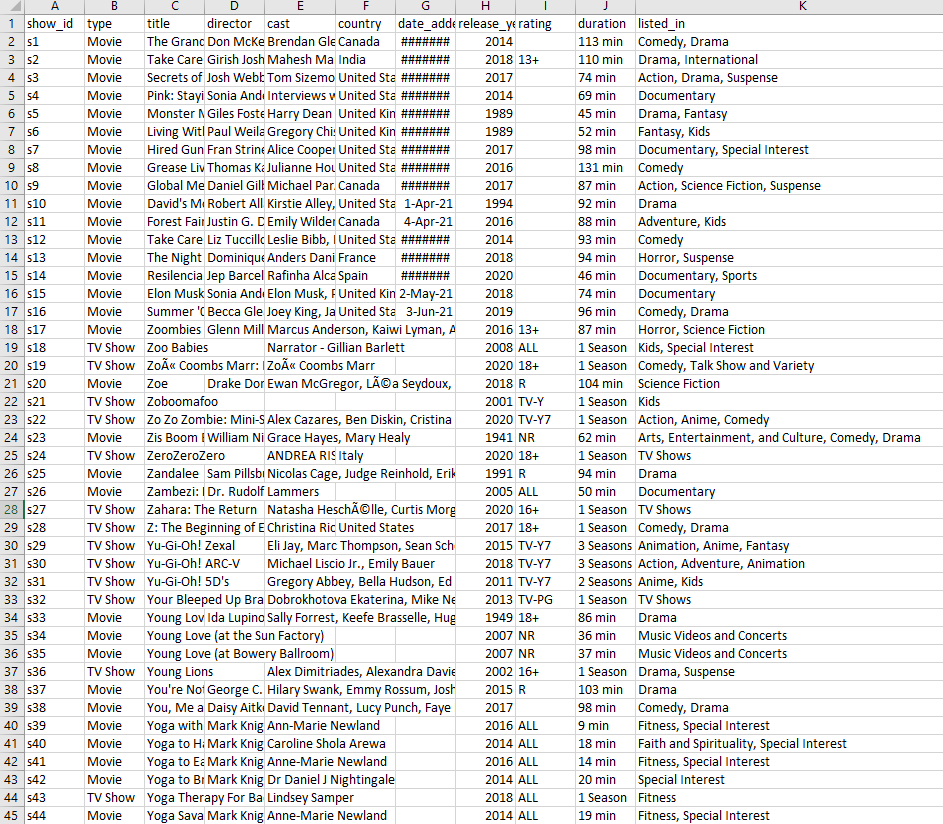 A B C D E F G H I J K
1 show_id type title director cast country date_adde release_ye rating duration listed_in
2 s1 Movie The Grand Don McKe Brendan Gle Canada ####### 2014 113 min Comedy, Drama
3 s2 Movie Take Care Girish Josh Mahesh Ma India ####### 2018 13+ 110 min Drama, International
4 s3 Movie Secrets of Josh Webb Tom Sizemo United Sta ####### 2017 74 min Action, Drama, Suspense
5 s4 Movie Pink: Stayi Sonia Ande Interviews w United Sta ####### 2014 69 min Documentary
6 s5 Movie Monster M Giles Foste Harry Dean United Kin ####### 1989 45 min Drama, Fantasy
7 s6 Movie Living Witl Paul Weila Gregory Chis United Kin ####### 1989 52 min Fantasy, Kids
8 s7 Movie Hired Gun Fran Strine Alice Cooper United Sta ####### 2017 98 min Documentary, Special Interest
9 s8 Movie Grease Liv Thomas Ka Julianne Hou United Sta ####### 2016 131 min Comedy
10 s9 Movie Global Me Daniel Gilb Michael Par Canada ####### 2017 87 min Action, Science Fiction, Suspense
11 s10 Movie David's Mo Robert All Kirstie Alley, United Sta 1-Apr-21 1994 92 min Drama
12 s11 Movie Forest Fair Justin G. D Emily Wilder Canada 4-Apr-21 2016 88 min Adventure, Kids
13 s12 Movie Take Care Liz Tuccillo Leslie Bibb, United Sta ####### 2014 93 min Comedy
14 s13 Movie The Night Dominique Anders Dani France ####### 2018 94 min Horror, Suspense
15 s14 Movie Resilencia Jep Barcel Rafinha Alca Spain ####### 2020 46 min Documentary, Sports
16 s15 Movie Elon Musk Sonia Ande Elon Musk, P United Kin 2-May-21 2018 74 min Documentary
17 s16 Movie Summer '0 Becca Gle Joey King, Ja United Sta 3-Jun-21 2019 96 min Comedy, Drama
18 s17 Movie Zoombies Glenn Mill Marcus Anderson, Kaiwi Lyman, A 2016 13+ 87 min Horror, Science Fiction
19 s18 TV Show Zoo Babies Narrator - Gillian Barlett 2008 ALL 1 Season Kids, Special Interest
20 s19 TV Show ZoÃ« Coombs Marr: ZoÃ« Coombs Marr 2020 18+ 1 Season Comedy, Talk Show and Variety
21 s20 Movie Zoe Drake Dor Ewan McGregor, LÃ©a Seydoux, 2018 R 104 min Science Fiction
22 s21 TV Show Zoboomafoo 2001 TV-Y 1 Season Kids
23 s22 TV Show Zo Zo Zombie: Mini-S Alex Cazares, Ben Diskin, Cristina 2020 TV-Y7 1 Season Action, Anime, Comedy
24 s23 Movie Zis Boom B William Ni Grace Hayes, Mary Healy 1941 NR 62 min Arts, Entertainment, and Culture, Comedy, Drama
25 s24 TV Show ZeroZeroZero ANDREA RIS Italy 2020 18+ 1 Season TV Shows
26 s25 Movie Zandalee Sam Pillsbu Nicolas Cage, Judge Reinhold, Erik 1991 R 94 min Drama
27 s26 Movie Zambezi: Dr. Rudolf Lammers 2005 ALL 50 min Documentary
28 s27 TV Show Zahara: The Return Natasha HeschÃ©lle, Curtis Morg 2020 16+ 1 Season TV Shows
29 s28 TV Show Z: The Beginning of E Christina Ric United States 2017 18+ 1 Season Comedy, Drama
30 s29 TV Show Yu-Gi-Oh! Zexal Eli Jay, Marc Thompson, Sean Sch 2015 TV-Y7 3 Seasons Animation, Anime, Fantasy
31 s30 TV Show Yu-Gi-Oh! ARC-V Michael Liscio Jr., Emily Bauer 2018 TV-Y7 3 Seasons Action, Adventure, Animation
32 s31 TV Show Yu-Gi-Oh! 5D's Gregory Abbey, Bella Hudson, Ed 2011 TV-Y7 2 Seasons Anime, Kids
33 s32 TV Show Your Bleeped Up Bra Dobrokhotova Ekaterina, Mike Ne 2013 TV-PG 1 Season TV Shows
34 s33 Movie Young Lov Ida Lupino Sally Forrest, Keefe Brasselle, Hug 1949 18+ 86 min Drama
35 s34 Movie Young Love (at the Sun Factory) 2007 NR 36 min Music Videos and Concerts
36 s35 Movie Young Love (at Bowery Ballroom) 2007 NR 37 min Music Videos and Concerts
37 s36 TV Show Young Lions Alex Dimitriades, Alexandra Davie 2002 16+ 1 Season Drama, Suspense
38 s37 Movie You're Not George C. Hilary Swank, Emmy Rossum, Josh 2015 R 103 min Drama
39 s38 Movie You, Me a Daisy Aitke David Tennant, Lucy Punch, Faye 2017 98 min Comedy, Drama
40 s39 Movie Yoga with Mark Knig Ann-Marie Newland 2016 ALL 9 min Fitness, Special Interest
41 s40 Movie Yoga to Ha Mark Knig Caroline Shola Arewa 2014 ALL 18 min Faith and Spirituality, Special Interest
42 s41 Movie Yoga to Ea Mark Knig Anne-Marie Newland 2016 ALL 14 min Fitness, Special Interest
43 s42 Movie Yoga to Br Mark Knig Dr Daniel J Nightingale 2014 ALL 20 min Special Interest
44 s43 TV Show Yoga Therapy For Ba Lindsey Samper 2018 ALL 1 Season Fitness
45 s44 Movie Yoga Sava Mark Knig Anne-Marie Newland 2014 ALL 19 min Fitness, Special Interest